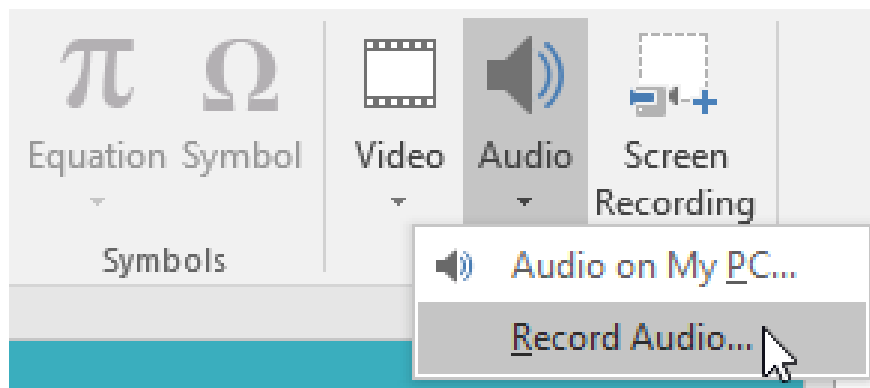 π Ω
Equation Symbol Video Audio Screen
Recording
Symbols
Audio on My PC...
Record Audio...